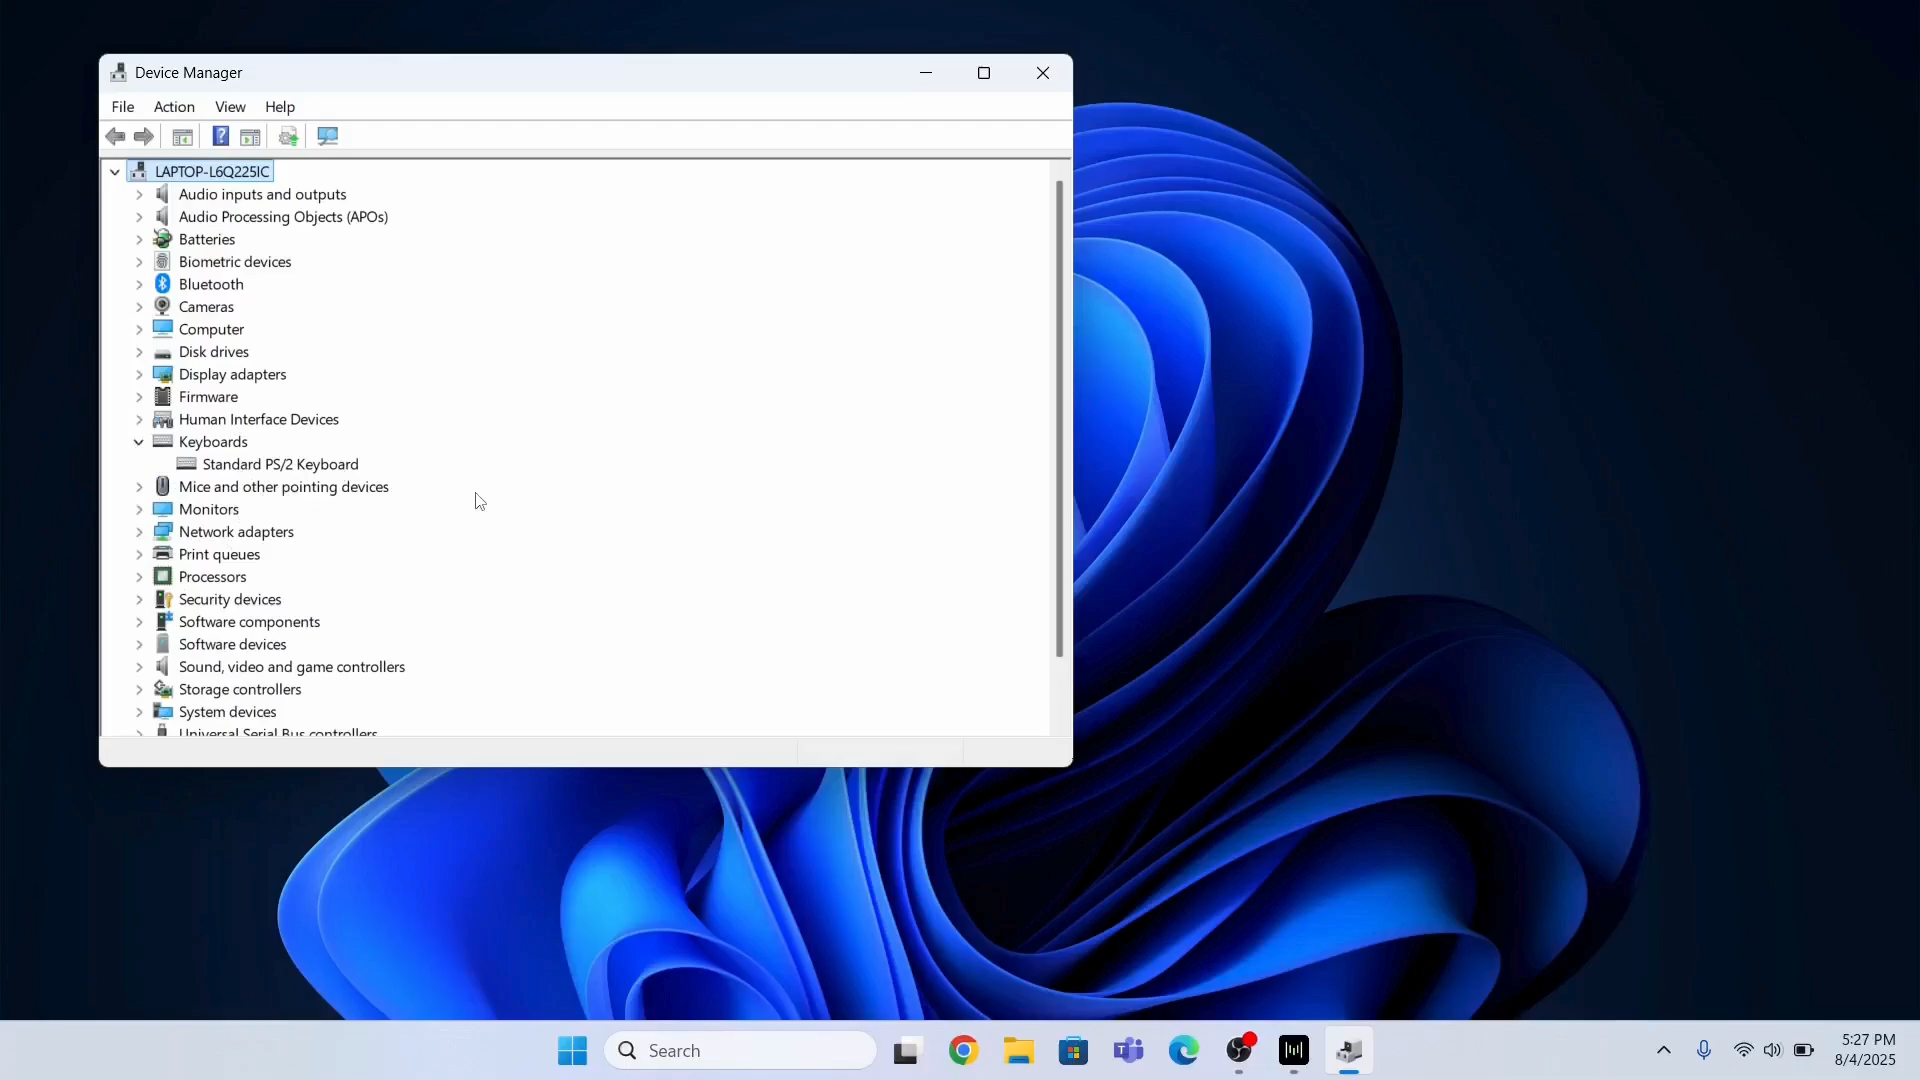 Device Manager
File Action View Help
LAPTOP-L6Q225IC
Audio inputs and outputs
Audio Processing Objects (APOs)
Batteries
Biometric devices
Bluetooth
Cameras
Computer
Disk drives
Display adapters
Firmware
Human Interface Devices
Keyboards
Standard PS/2 Keyboard
Mice and other pointing devices
Monitors
Network adapters
Print queues
Processors
Security devices
Software components
Software devices
Sound, video and game controllers
Storage controllers
System devices
Universal Serial Bus controllers
Search
5:27 PM
8/4/2025